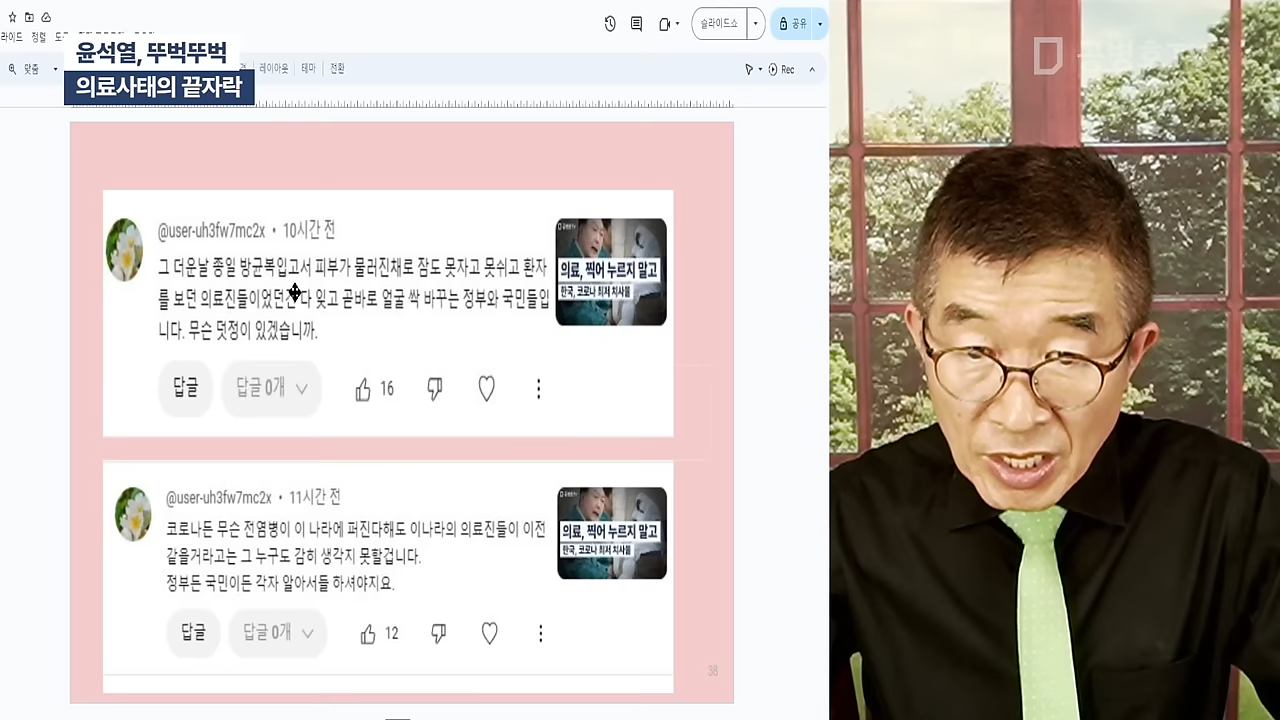 슬라이드쇼
공유
라이드 정렬
윤석열, 뚜벅뚜벅
의료사태의 끝자락
맞춤
레이아웃
테마
전환
Rec
@user-uh3fw7mc2x • 10시간 전
그 더운날 종일 방균복입고서 피부가 물러진채로 잠도 못자고 못쉬고 환자
를 보던 의료진들이었던 다 잊고 곧바로 얼굴 싹 바꾸는 정부와 국민들입
니다. 무슨 덧정이 있겠습니까.
의료, 찍어 누르지 말고
한국, 코로나 최저 치사율
답글
답글 0개
16
@user-uh3fw7mc2x • 11시간 전
코로나든 무슨 전염병이 이 나라에 퍼진다해도 이나라의 의료진들이 이전
같을거라고는 그 누구도 감히 생각지 못할겁니다.
정부든 국민이든 각자 알아서들 하셔야지요.
의료, 찍어 누르지 말고
한국, 코로나 최저 치사율
답글
답글 0개
12
38